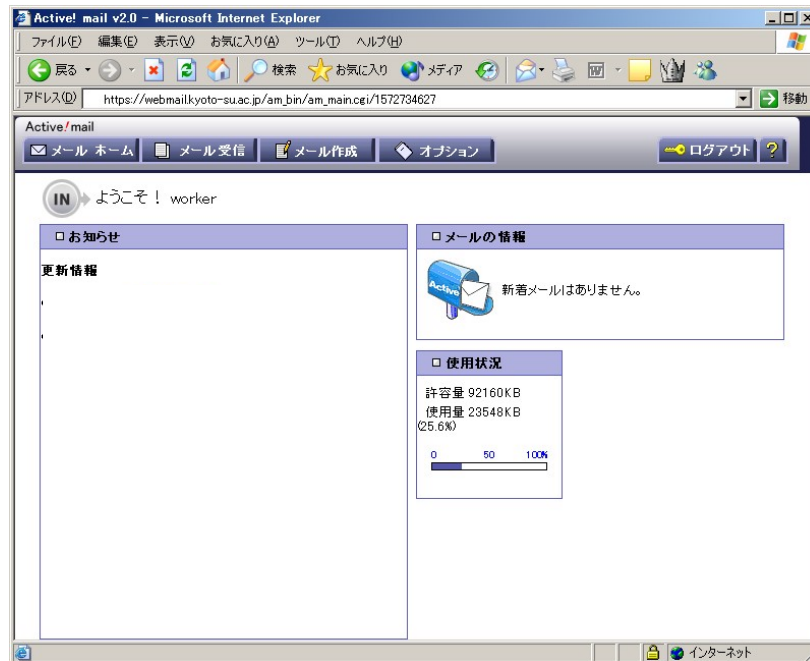 Active! mail v2.0 - Microsoft Internet Explorer
ファイル(F) 編集(E) 表示(V) お気に入り(A) ツール(T) ヘルプ(H)
戻る 検索 お気に入り メディア
アドレス(D) https://webmail.kyoto-su.ac.jp/am_bin/am_main.cgi/1572734627 移動
Active!mail
メール ホーム メール受信 メール作成 オプション ログアウト ?
IN ようこそ! worker
お知らせ
更新情報
メールの情報
Active
新着メールはありません。
使用状況
許容量 92160KB
使用量 23548KB
(25.6%)
0 50 100%
インターネット